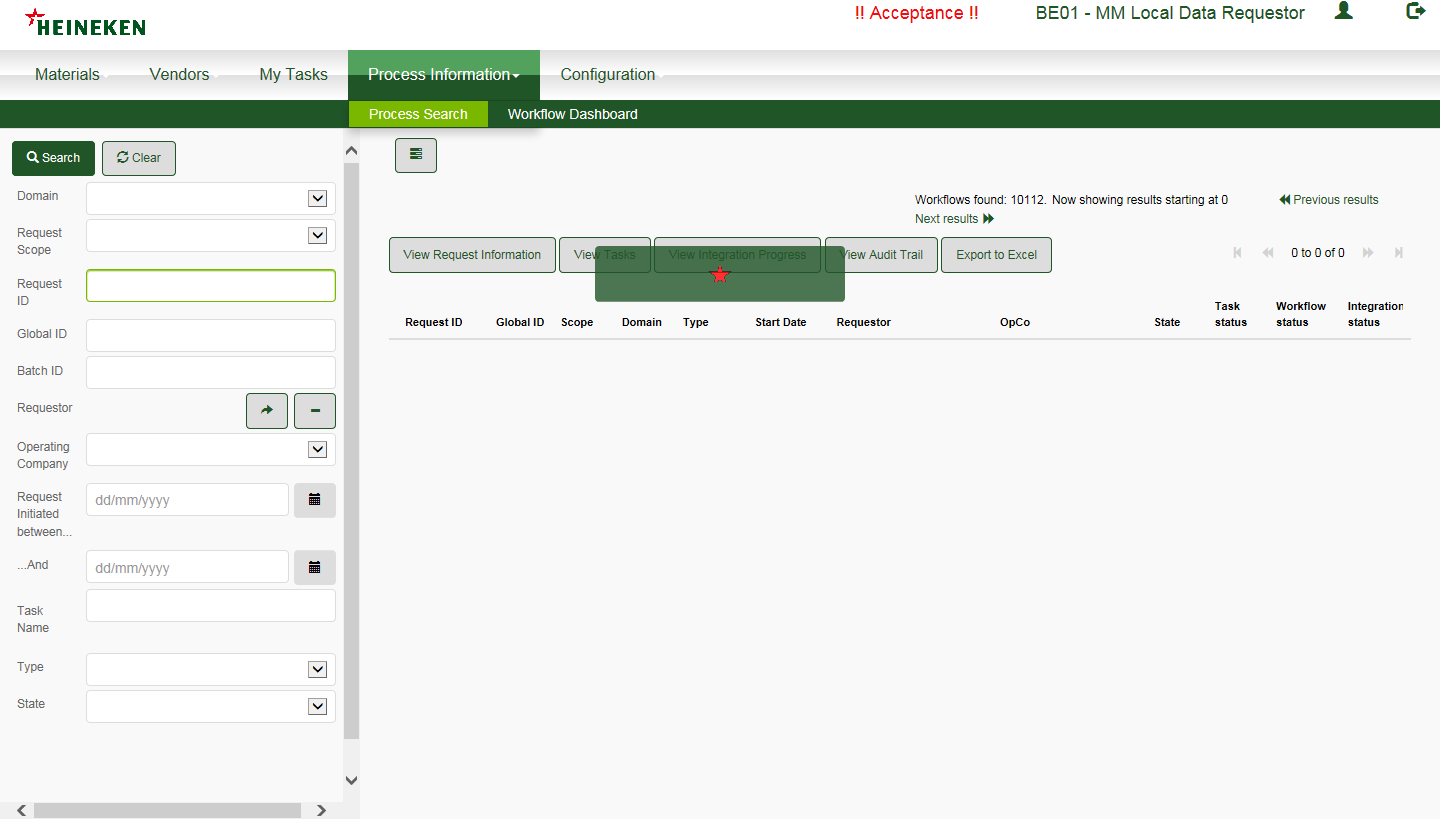 HEINEKEN
!! Acceptance !!
BE01 - MM Local Data Requestor
Materials
Vendors
My Tasks
Process Information
Configuration
Process Search
Workflow Dashboard
Search
Clear
Domain
Request
Scope
Request
ID
Global ID
Batch ID
Requestor
Operating
Company
Request
Initiated
between...
dd/mm/yyyy
...And
dd/mm/yyyy
Task
Name
Type
State
Workflows found: 10112. Now showing results starting at 0
Previous results
Next results
View Request Information
View Tasks
View Integration Progress
View Audit Trail
Export to Excel
0 to 0 of 0
Request ID
Global ID
Scope
Domain
Type
Start Date
Requestor
OpCo
State
Task
status
Workflow
status
Integration
status